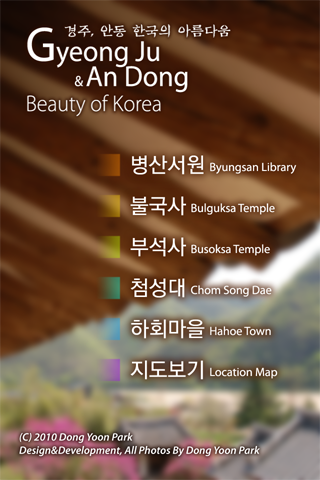 경주, 안동 한국의 아름다움
Gyeong Ju
& An Dong
Beauty of Korea
병산서원 Byungsan Library
불국사 Bulguksa Temple
부석사 Busoksa Temple
첨성대 Chom Song Dae
하회마을 Hahoe Town
지도보기 Location Map
(C) 2010 Dong Yoon Park
Design&Development, All Photos By Dong Yoon Park